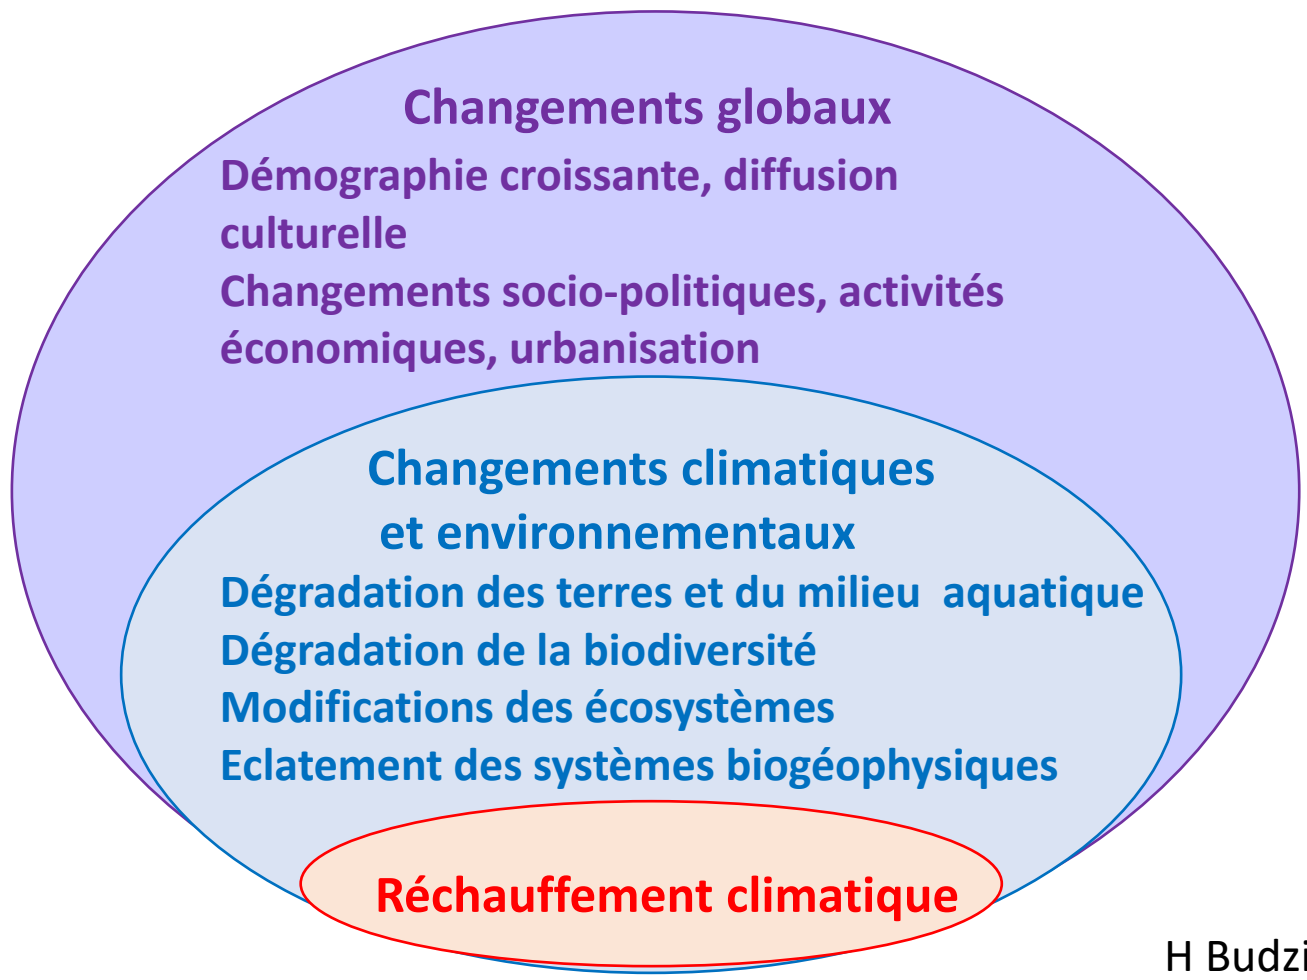 Changements globaux
Démographie croissante, diffusion
culturelle
Changements socio-politiques, activités
économiques, urbanisation
Changements climatiques
et environnementaux
Dégradation des terres et du milieu  aquatique
Dégradation de la biodiversité
Modifications des écosystèmes
Eclatement des systèmes biogéophysiques
Réchauffement climatique
H Budzi